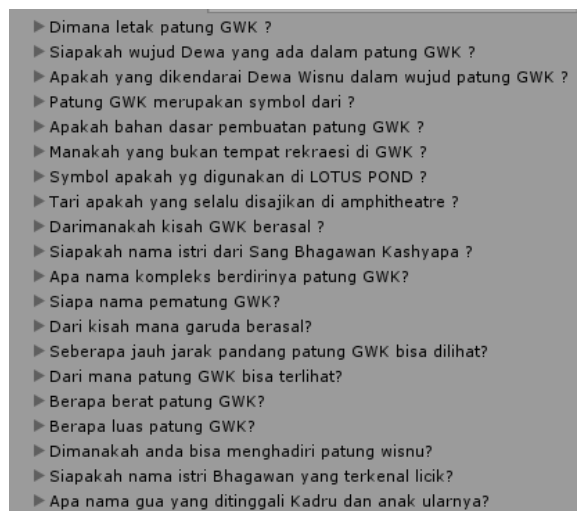 Dimana letak patung GWK ?
Siapakah wujud Dewa yang ada dalam patung GWK ?
Apakah yang dikendarai Dewa Wisnu dalam wujud patung GWK ?
Patung GWK merupakan symbol dari ?
Apakah bahan dasar pembuatan patung GWK ?
Manakah yang bukan tempat rekraesi di GWK ?
Symbol apakah yg digunakan di LOTUS POND ?
Tari apakah yang selalu disajikan di amphitheatre ?
Darimanakah kisah GWK berasal ?
Siapakah nama istri dari Sang Bhagawan Kashyapa ?
Apa nama kompleks berdirinya patung GWK?
Siapa nama pematung GWK?
Dari kisah mana garuda berasal?
Seberapa jauh jarak pandang patung GWK bisa dilihat?
Dari mana patung GWK bisa terlihat?
Berapa berat patung GWK?
Berapa luas patung GWK?
Dimanakah anda bisa menghadiri patung wisnu?
Siapakah nama istri Bhagawan yang terkenal licik?
Apa nama gua yang ditinggali Kadru dan anak ularnya?